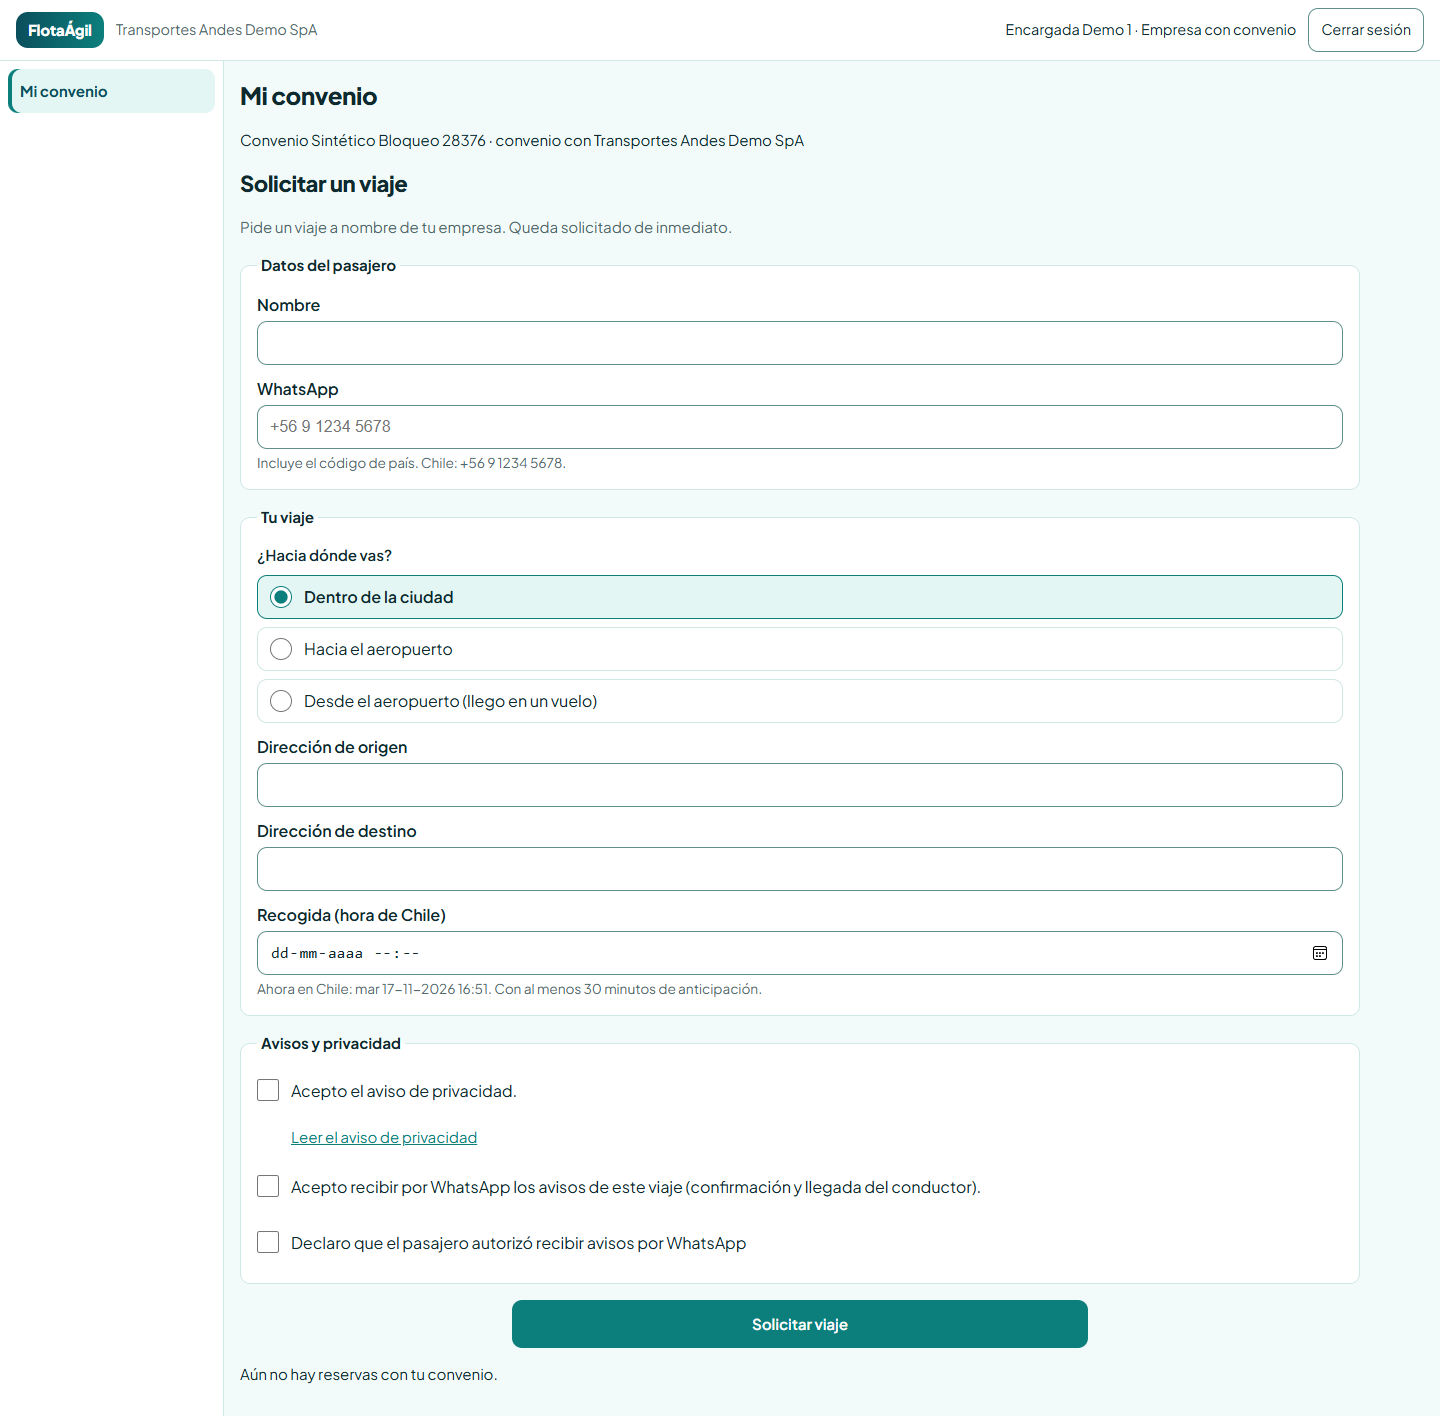 FlotaÁgil
Transportes Andes Demo SpA
Encargada Demo 1 · Empresa con convenio
Cerrar sesión
Mi convenio
Mi convenio
Convenio Sintético Bloqueo 28376 · convenio con Transportes Andes Demo SpA
Solicitar un viaje
Pide un viaje a nombre de tu empresa. Queda solicitado de inmediato.
Datos del pasajero
Nombre
WhatsApp
+56 9 1234 5678
Incluye el código de país. Chile: +56 9 1234 5678.
Tu viaje
¿Hacia dónde vas?
Dentro de la ciudad
Hacia el aeropuerto
Desde el aeropuerto (llego en un vuelo)
Dirección de origen
Dirección de destino
Recogida (hora de Chile)
dd-mm-aaaa --:--
Ahora en Chile: mar 17-11-2026 16:51. Con al menos 30 minutos de anticipación.
Avisos y privacidad
Acepto el aviso de privacidad.
Leer el aviso de privacidad
Acepto recibir por WhatsApp los avisos de este viaje (confirmación y llegada del conductor).
Declaro que el pasajero autorizó recibir avisos por WhatsApp
Solicitar viaje
Aún no hay reservas con tu convenio.